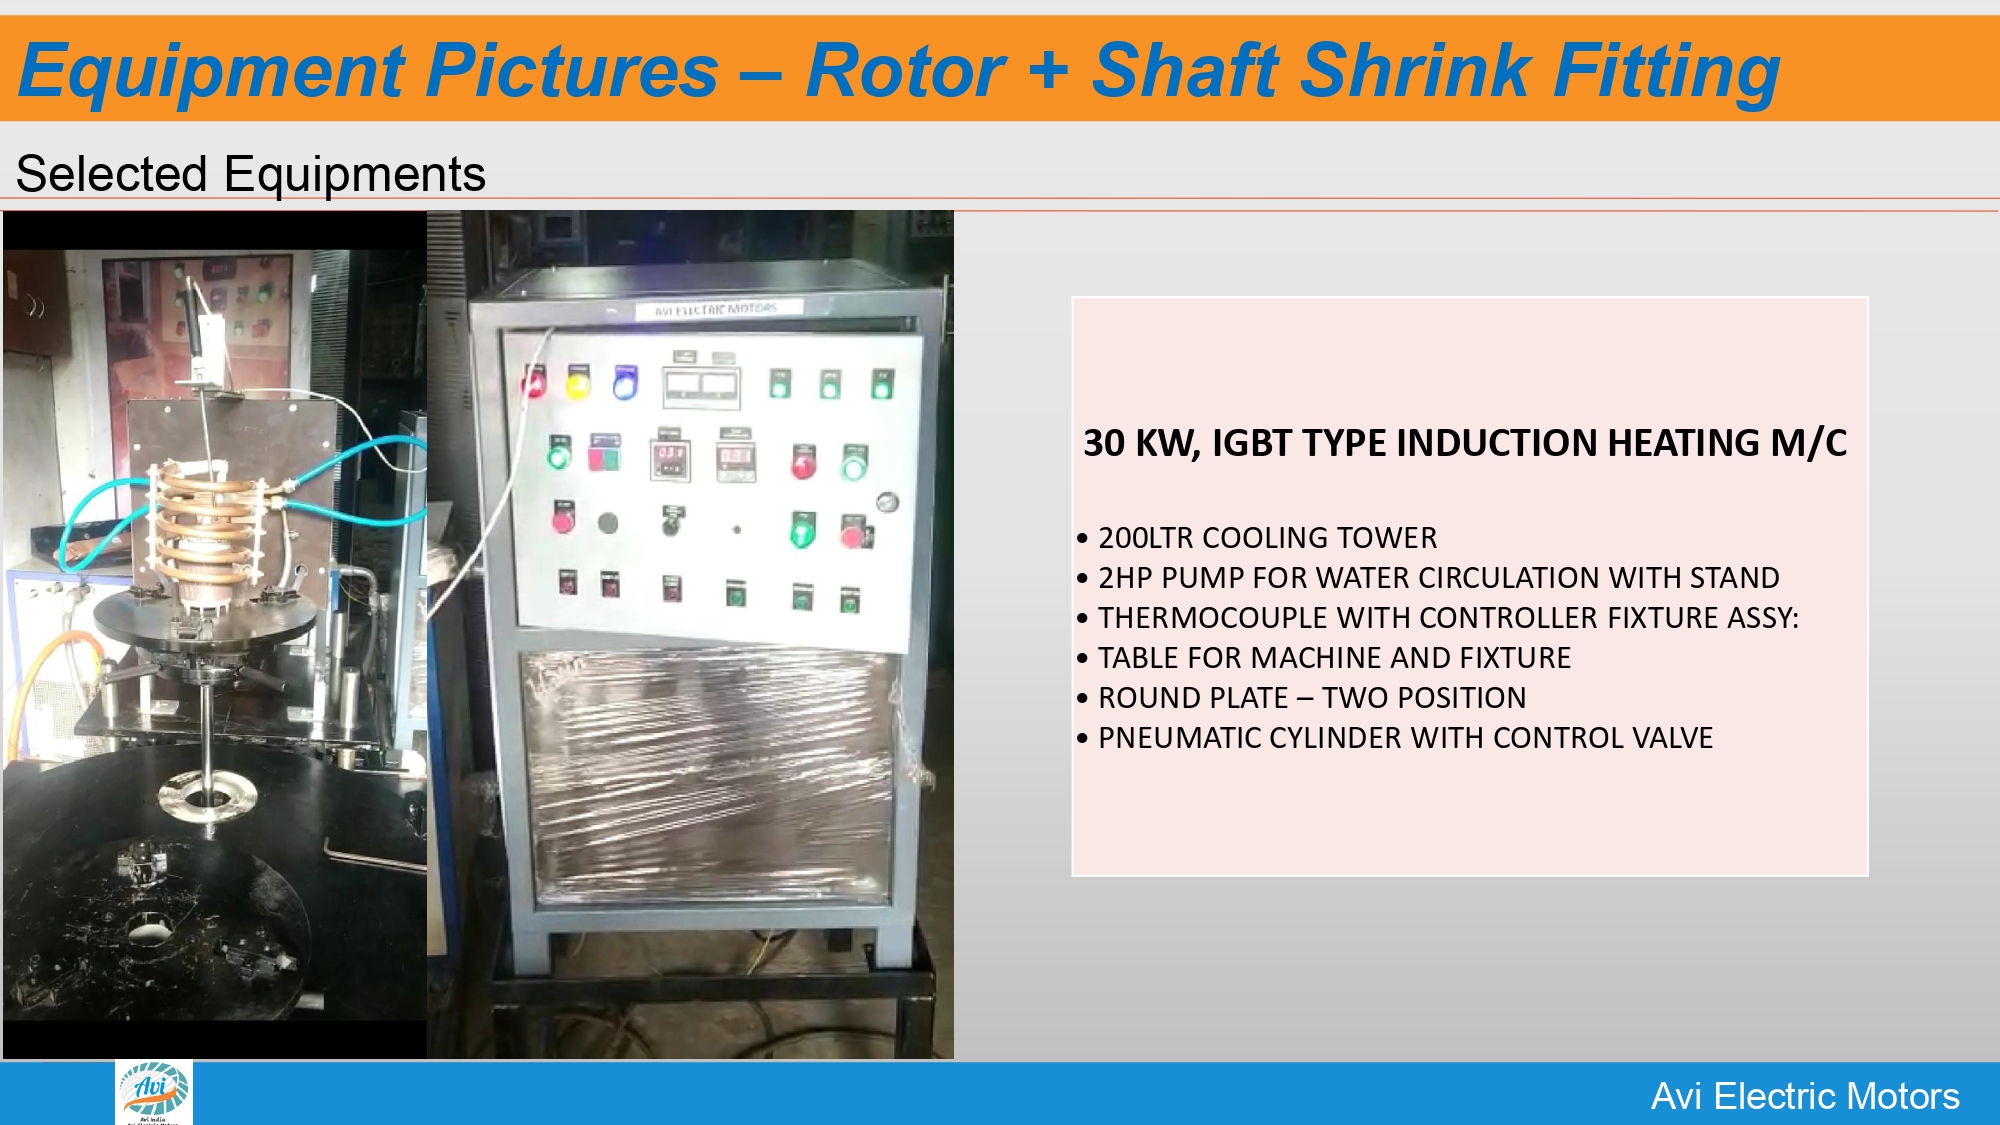 Equipment Pictures – Rotor + Shaft Shrink Fitting
Selected Equipments
AVI ELECTRIC MOTORS
30 KW, IGBT TYPE INDUCTION HEATING M/C
• 200LTR COOLING TOWER
• 2HP PUMP FOR WATER CIRCULATION WITH STAND
• THERMOCOUPLE WITH CONTROLLER FIXTURE ASSY:
• TABLE FOR MACHINE AND FIXTURE
• ROUND PLATE – TWO POSITION
• PNEUMATIC CYLINDER WITH CONTROL VALVE
Avi
Avi India
Avi Electric Motors